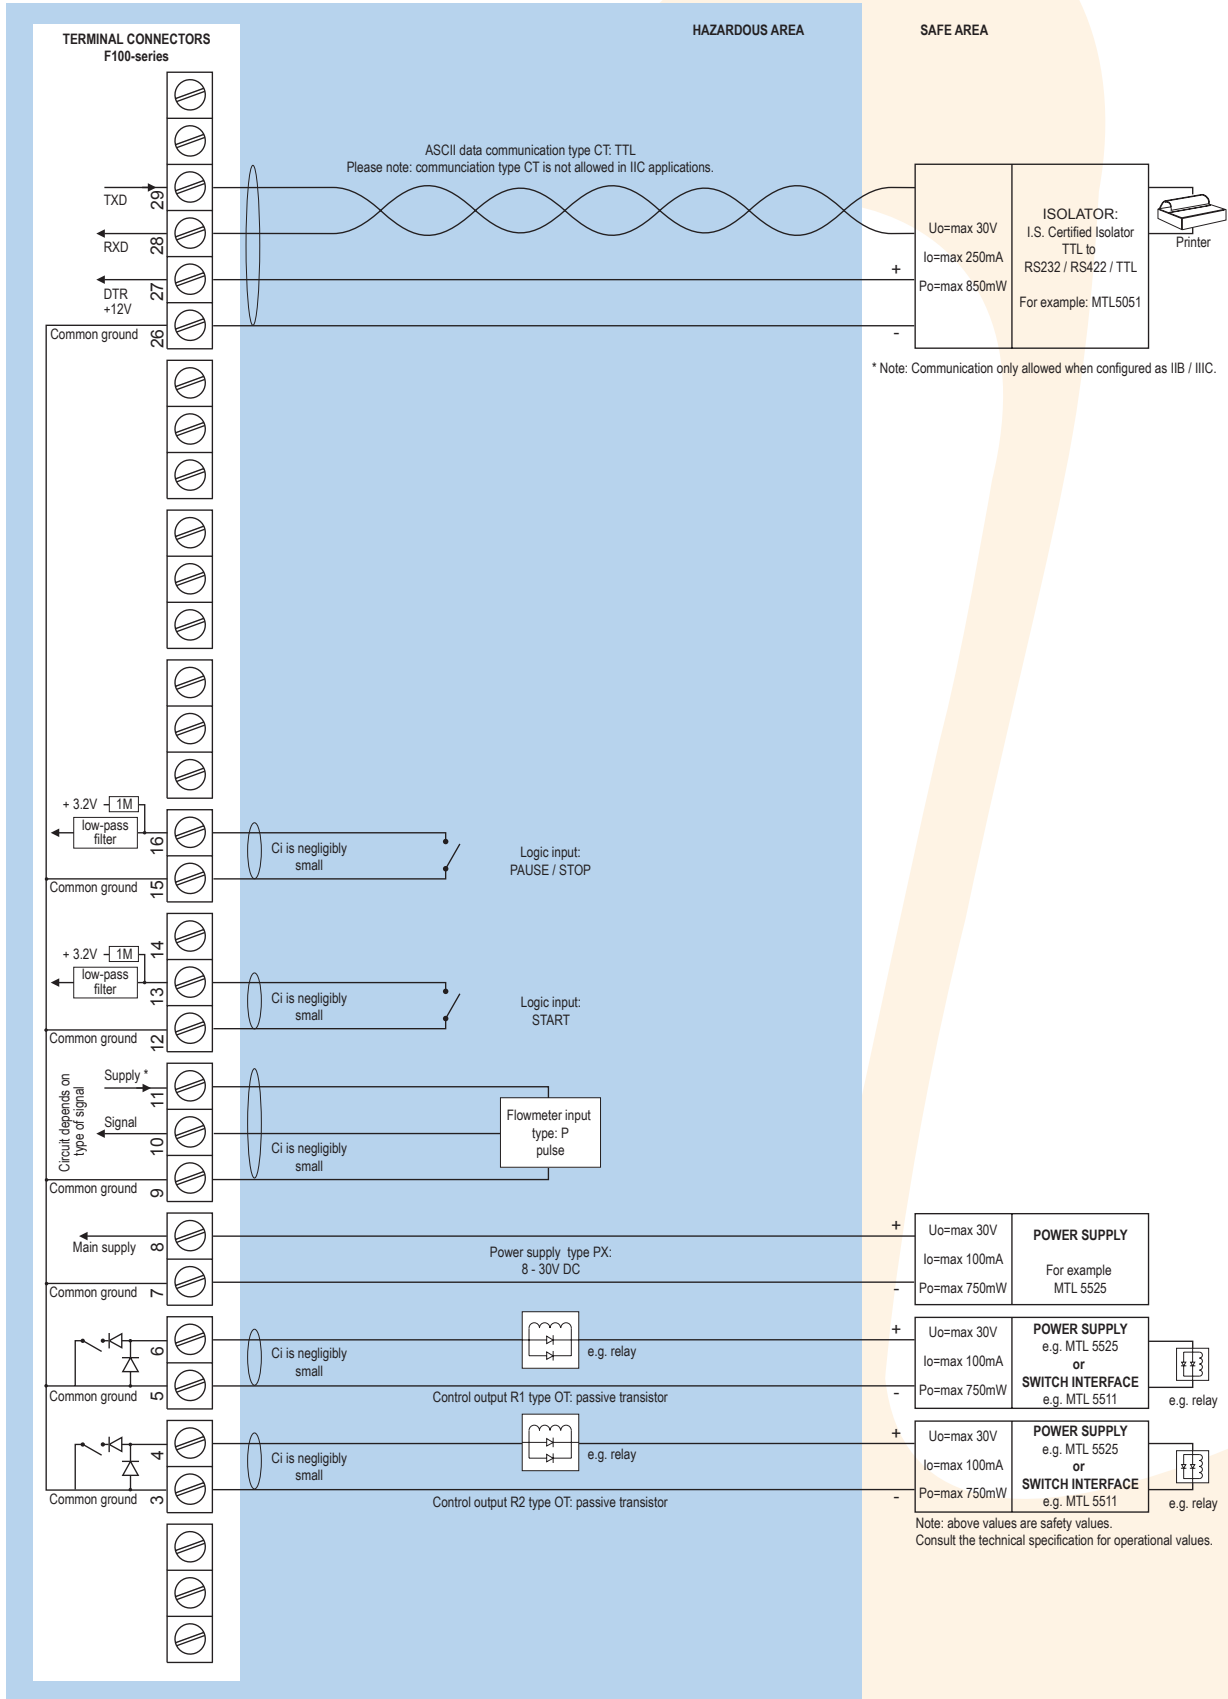 TERMINAL CONNECTORS
F100-series
HAZARDOUS AREA
SAFE AREA
ASCII data communication type CT: TTL
Please note: communciation type CT is not allowed in IIC applications.
TXD
29
RXD
28
DTR
+12V
27
Common ground
26
+
-
Uo=max 30V
Io=max 250mA
Po=max 850mW
ISOLATOR:
I.S. Certified Isolator
TTL to
RS232 / RS422 / TTL
For example: MTL5051
Printer
* Note: Communication only allowed when configured as IIB / IIIC.
+ 3.2V
1M
low-pass
filter
16
Common ground
15
Ci is negligibly
small
Logic input:
PAUSE / STOP
14
+ 3.2V
1M
low-pass
filter
13
Common ground
12
Ci is negligibly
small
Logic input:
START
Circuit depends on
type of signal
Supply *
11
Signal
10
Common ground
9
Ci is negligibly
small
Flowmeter input
type: P
pulse
Main supply
8
Common ground
7
Power supply type PX:
8 - 30V DC
+
-
Uo=max 30V
Io=max 100mA
Po=max 750mW
POWER SUPPLY
For example
MTL 5525
6
Common ground
5
Ci is negligibly
small
e.g. relay
Control output R1 type OT: passive transistor
+
-
Uo=max 30V
Io=max 100mA
Po=max 750mW
POWER SUPPLY
e.g. MTL 5525
or
SWITCH INTERFACE
e.g. MTL 5511
e.g. relay
4
Common ground
3
Ci is negligibly
small
e.g. relay
Control output R2 type OT: passive transistor
+
-
Uo=max 30V
Io=max 100mA
Po=max 750mW
POWER SUPPLY
e.g. MTL 5525
or
SWITCH INTERFACE
e.g. MTL 5511
e.g. relay
Note: above values are safety values.
Consult the technical specification for operational values.